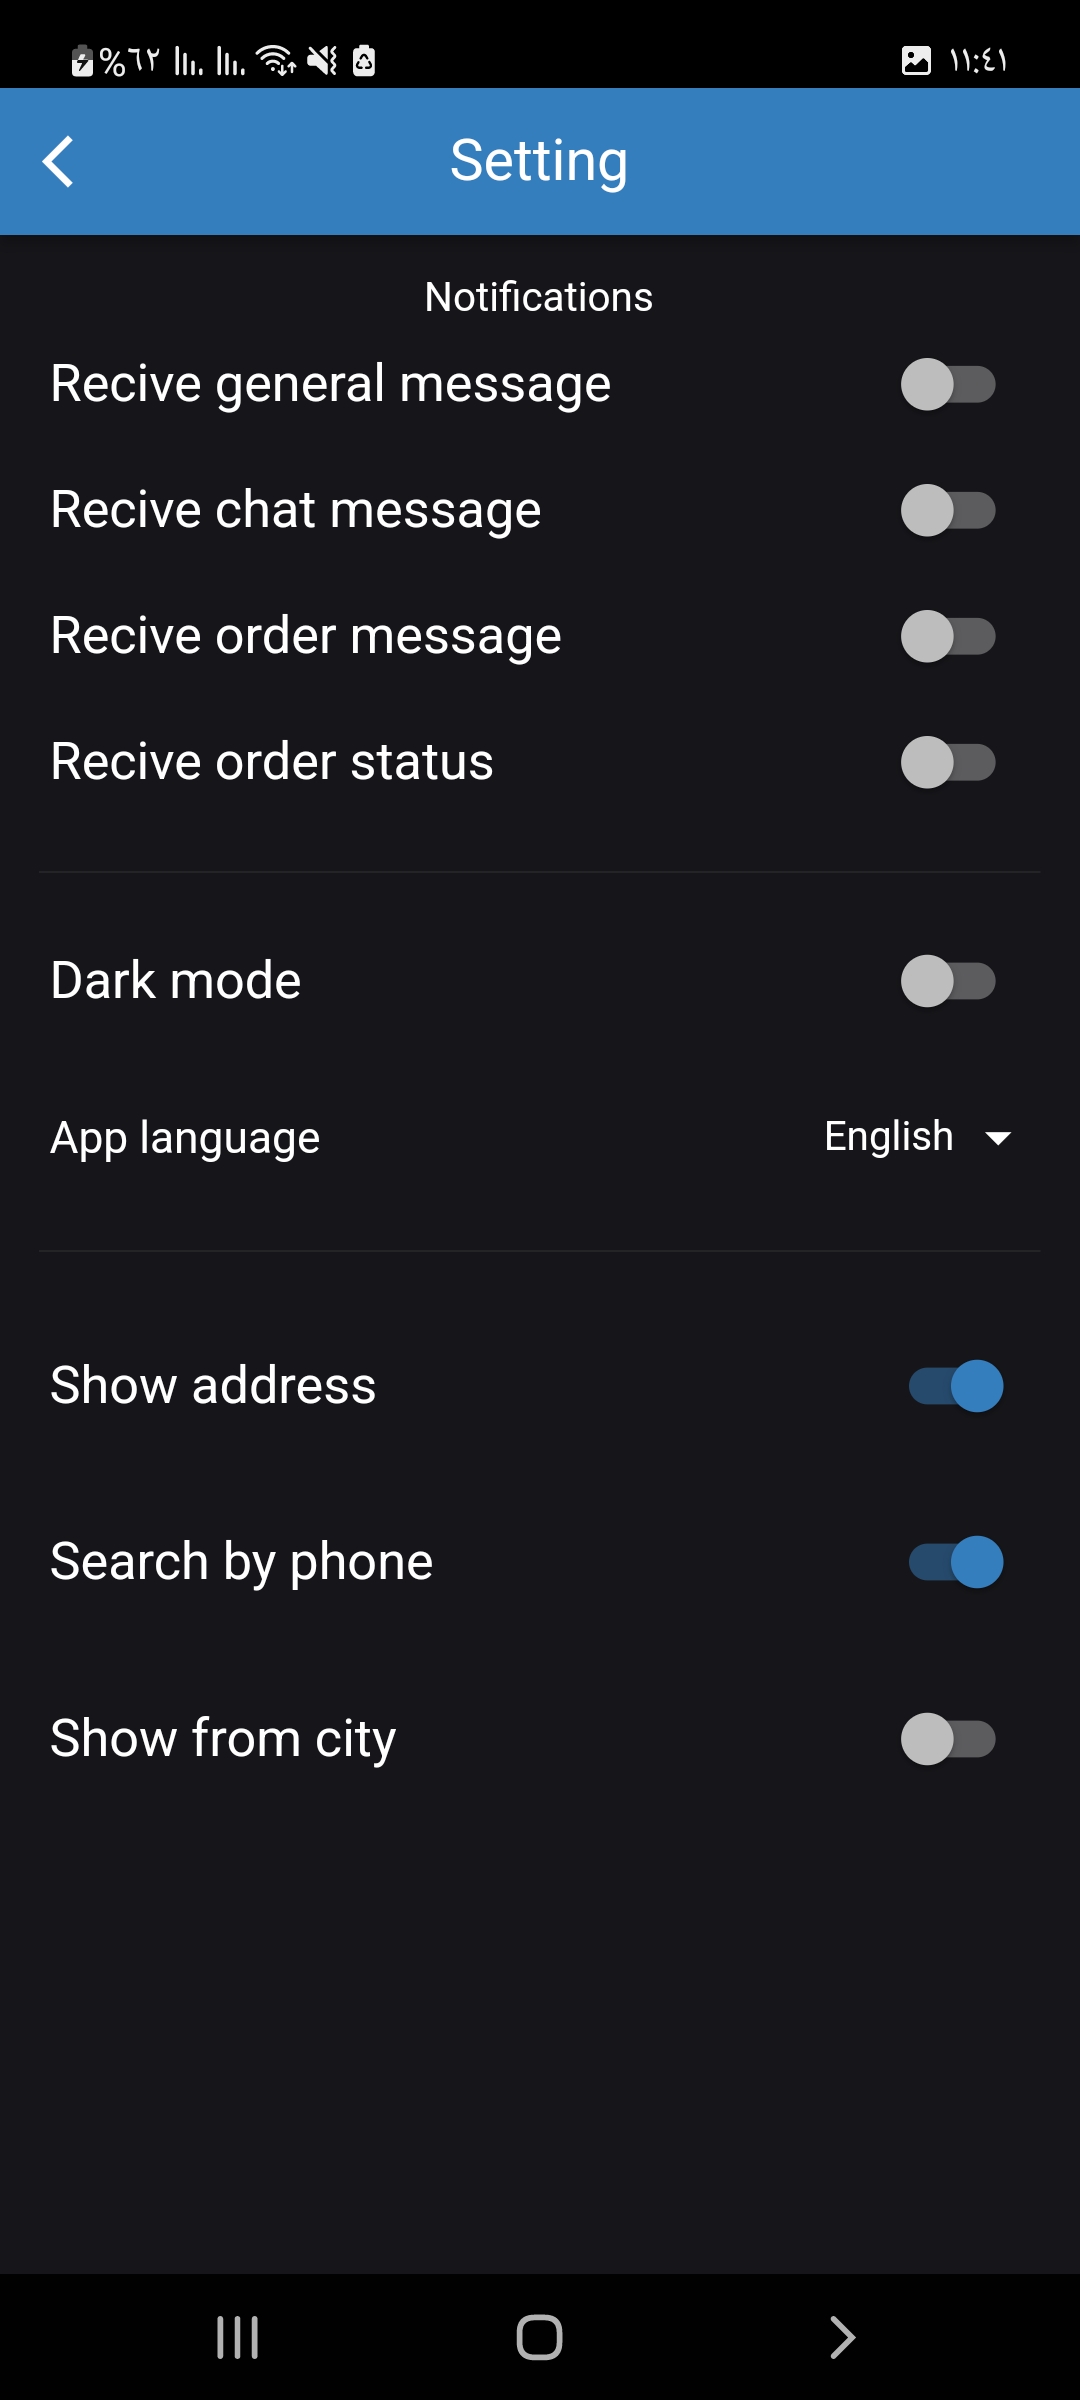 %٦٢ ١١:٤١
Setting
Notifications
Recive general message
Recive chat message
Recive order message
Recive order status
Dark mode
App language English
Show address
Search by phone
Show from city